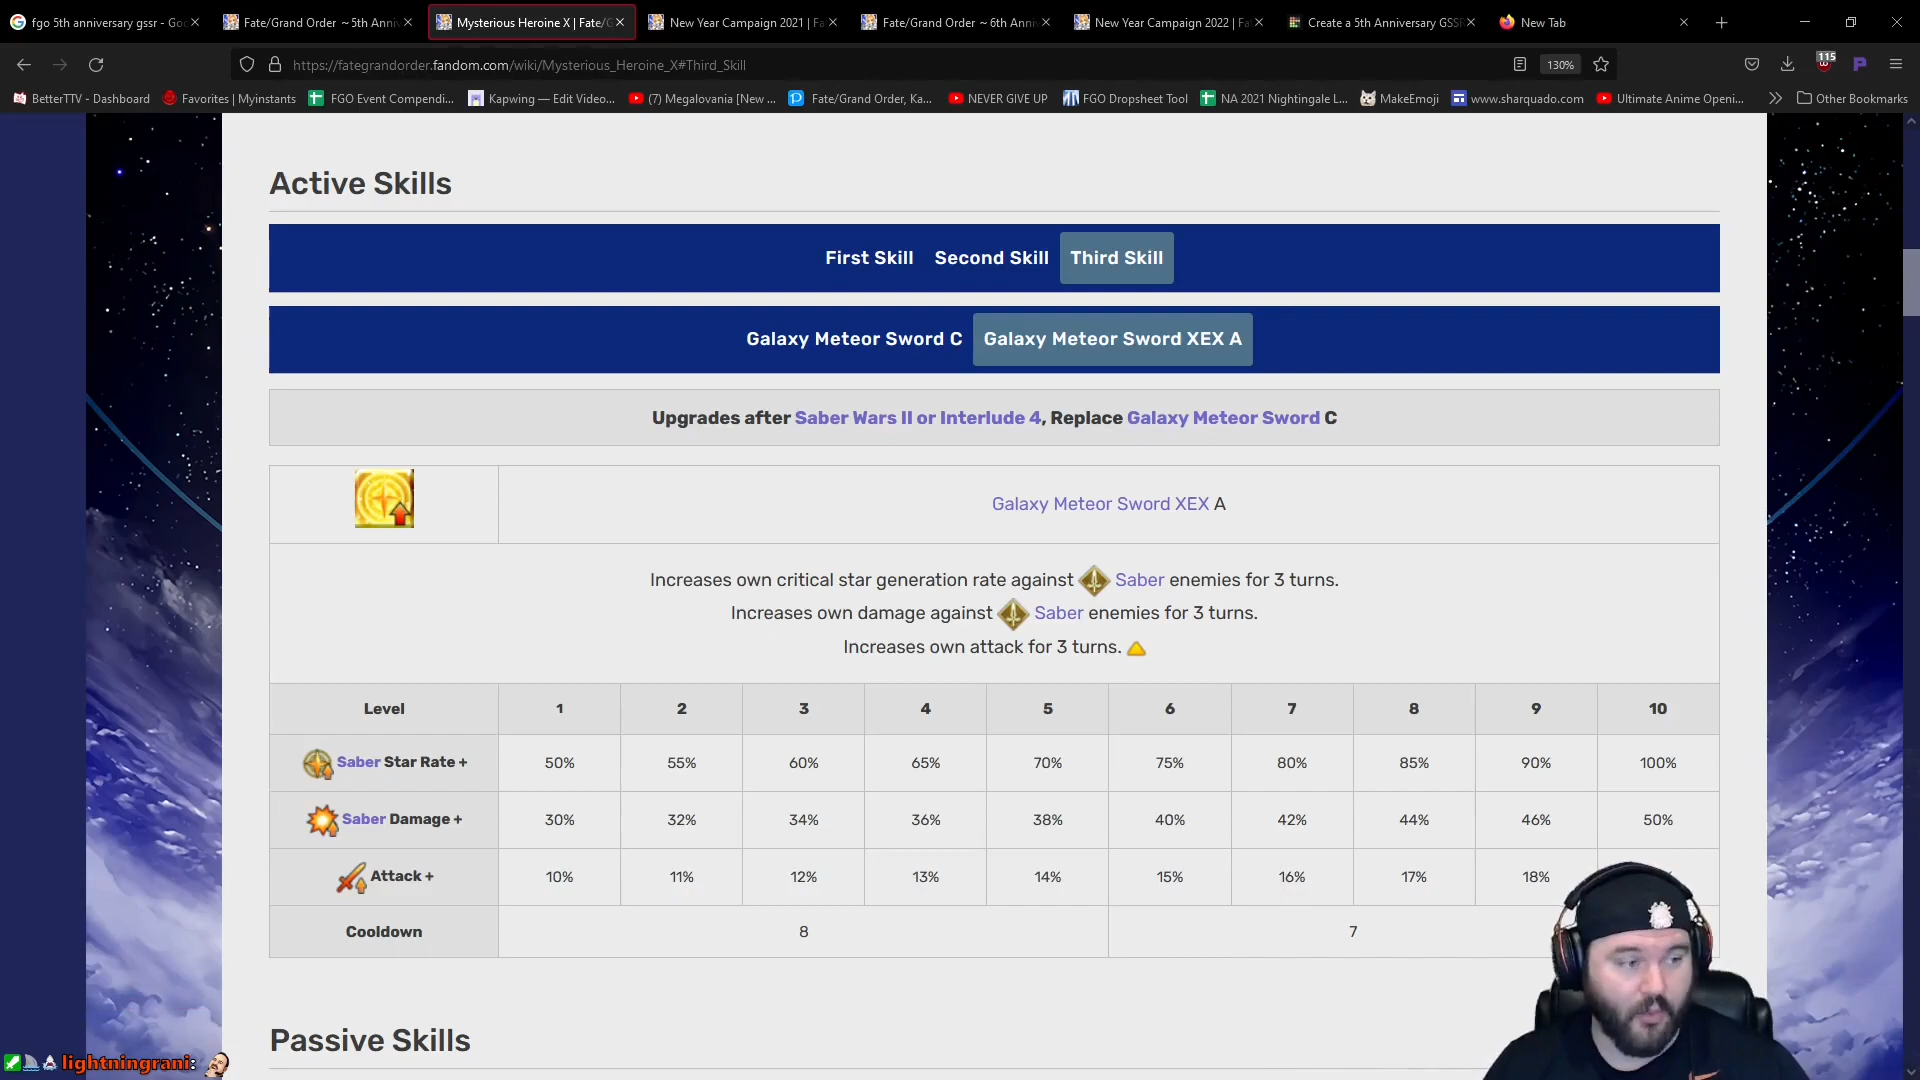 fgo 5th anniversary gssr - Goo
Fate/Grand Order ~5th Anniv
Mysterious Heroine X | Fate/G
New Year Campaign 2021 | Fa
Fate/Grand Order ~6th Anniv
New Year Campaign 2022 | Fat
Create a 5th Anniversary GSSR
New Tab
https://fategrandorder.fandom.com/wiki/Mysterious_Heroine_X#Third_Skill
130%
115
BetterTTV - Dashboard
Favorites | Myinstants
FGO Event Compendi...
Kapwing — Edit Video...
(7) Megalovania [New ...
Fate/Grand Order, Ka...
NEVER GIVE UP
FGO Dropsheet Tool
NA 2021 Nightingale L...
MakeEmoji
www.sharquado.com
Ultimate Anime Openi...
Other Bookmarks
Active Skills
First Skill Second Skill Third Skill
Galaxy Meteor Sword C Galaxy Meteor Sword XEX A
Upgrades after Saber Wars II or Interlude 4, Replace Galaxy Meteor Sword C
Galaxy Meteor Sword XEX A
Increases own critical star generation rate against Saber enemies for 3 turns.
Increases own damage against Saber enemies for 3 turns.
Increases own attack for 3 turns.
Level 1 2 3 4 5 6 7 8 9 10
Saber Star Rate + 50% 55% 60% 65% 70% 75% 80% 85% 90% 100%
Saber Damage + 30% 32% 34% 36% 38% 40% 42% 44% 46% 50%
Attack + 10% 11% 12% 13% 14% 15% 16% 17% 18%
Cooldown 8 7
Passive Skills
lightningrani: